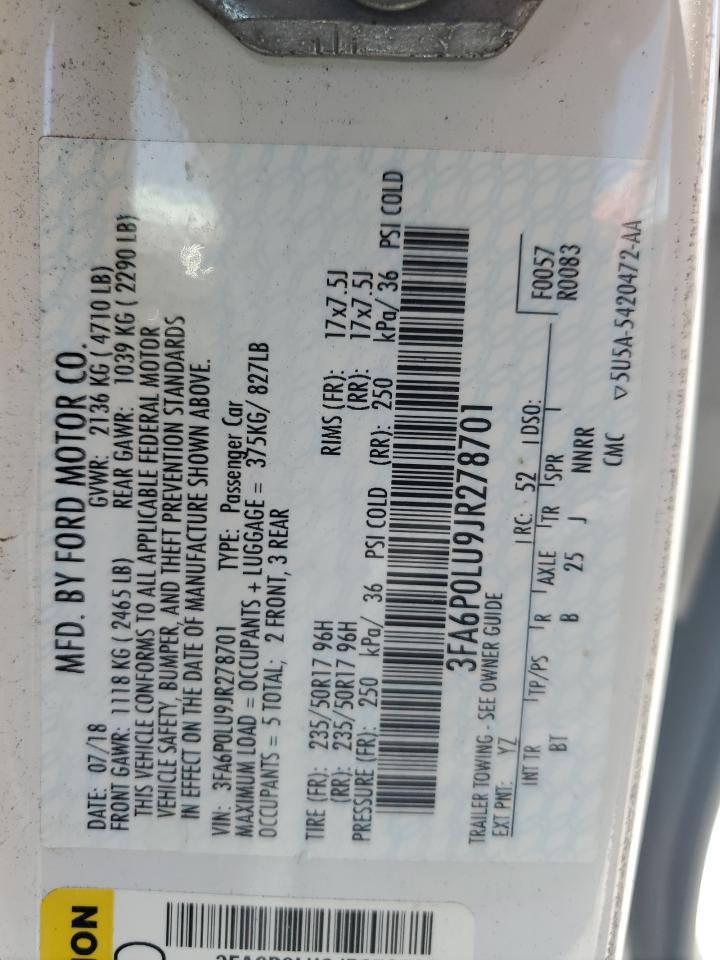 MFD. BY FORD MOTOR CO.
DATE: 07/18 GVWR: 2136 KG ( 4710 LB)
FRONT GAWR: 1118 KG ( 2465 LB) REAR GAWR: 1039 KG ( 2290 LB)
THIS VEHICLE CONFORMS TO ALL APPLICABLE FEDERAL MOTOR
VEHICLE SAFETY, BUMPER, AND THEFT PREVENTION STANDARDS
IN EFFECT ON THE DATE OF MANUFACTURE SHOWN ABOVE.
VIN: 3FA6P0LU9JR278701 TYPE: Passenger Car
MAXIMUM LOAD = OCCUPANTS + LUGGAGE = 375KG/ 827LB
OCCUPANTS = 5 TOTAL; 2 FRONT, 3 REAR
TIRE (FR): 235/50R17 96H RIMS (FR): 17x7.5J
(RR): 235/50R17 96H (RR): 17x7.5J
PRESSURE (FR): 250 kPa/ 36 PSI COLD (RR): 250 kPa/ 36 PSI COLD
3FA6P0LU9JR278701
TRAILER TOWING - SEE OWNER GUIDE
F0057
EXT PNT: YZ RC: 52 DSO: R0083
INT TR TP/PS R AXLE TR SPR
BT B 25 J NNRR
CMC ▽5U5A-5420472-AA